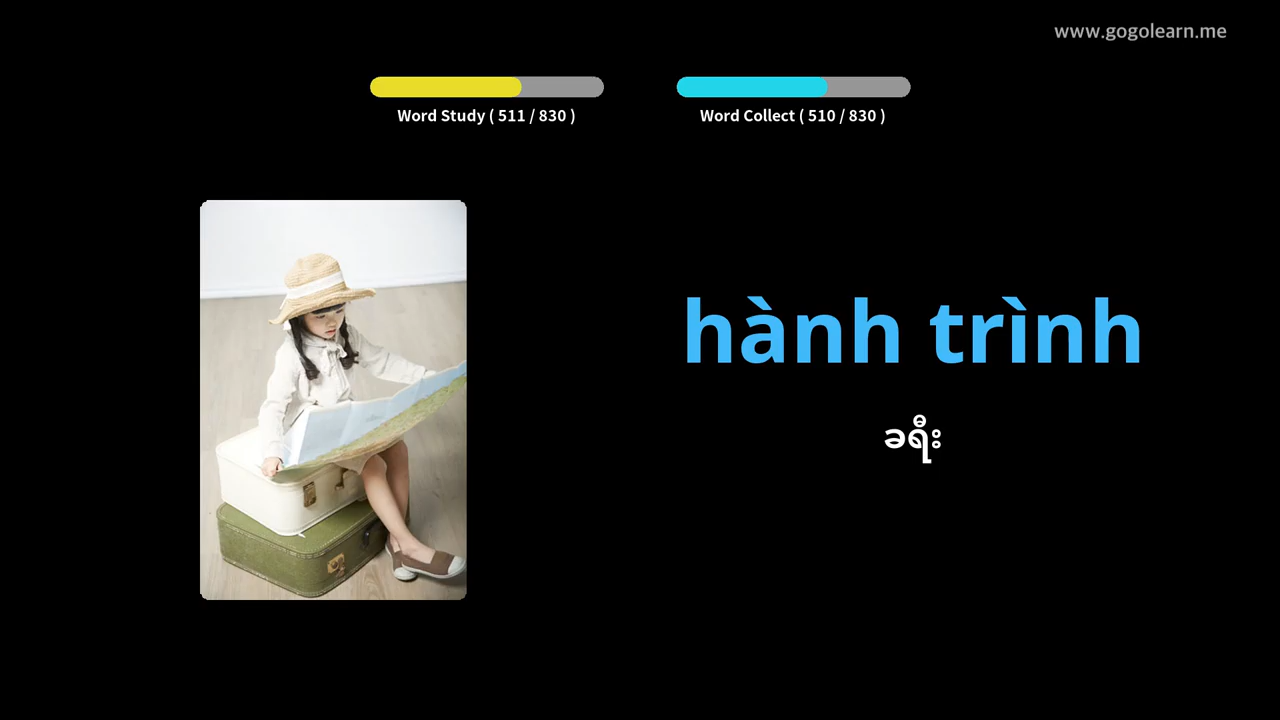 www.gogolearn.me
Word Study ( 511 / 830 )
Word Collect ( 510 / 830 )
hành trình
ခရီး